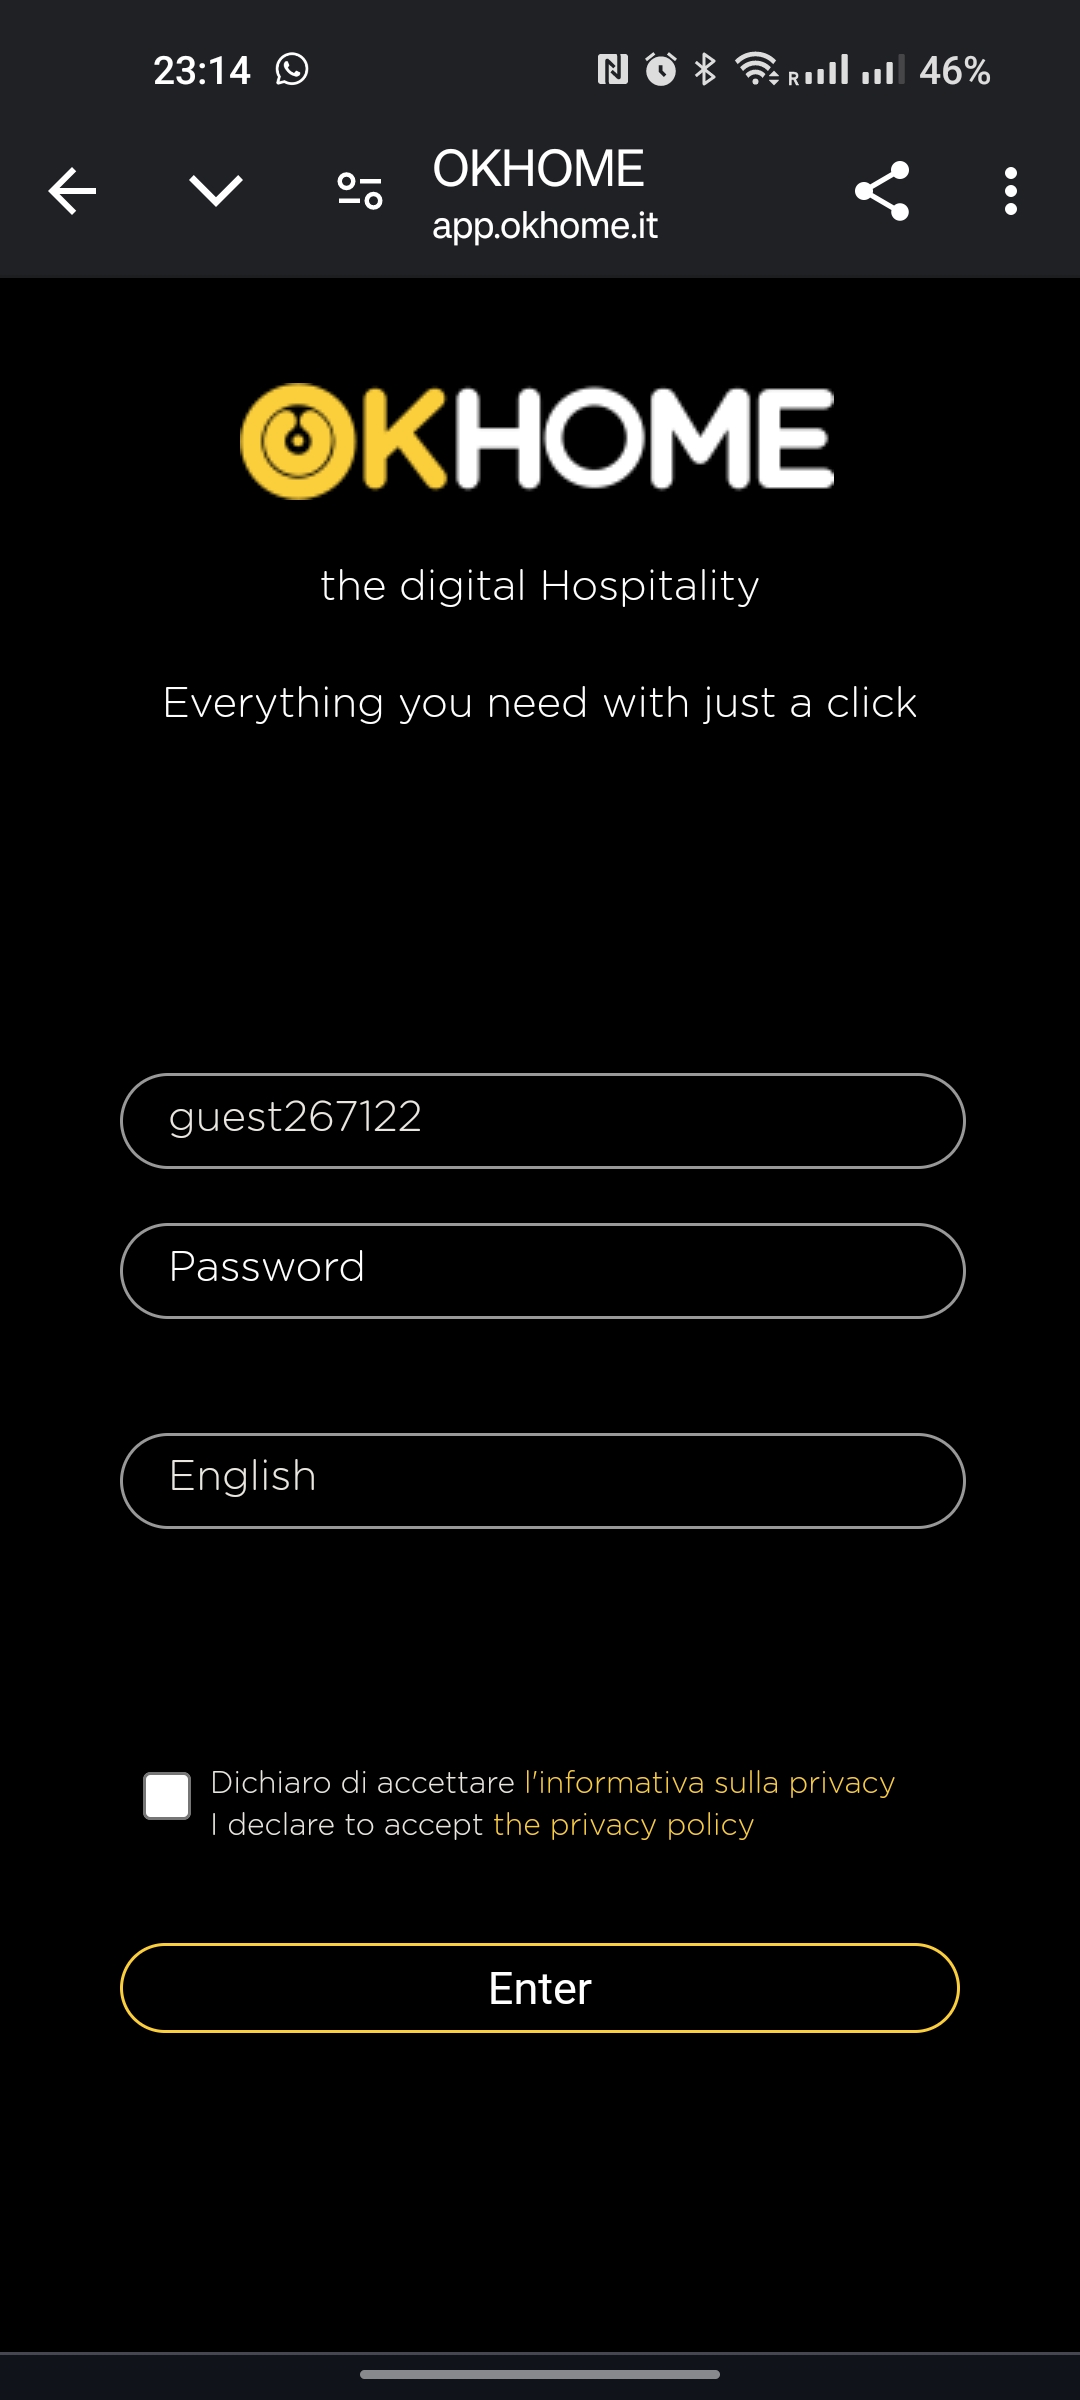 23:14
R 46%
OKHOME
app.okhome.it
OKHOME
the digital Hospitality
Everything you need with just a click
guest267122
Password
English
Dichiaro di accettare l'informativa sulla privacy
I declare to accept the privacy policy
Enter